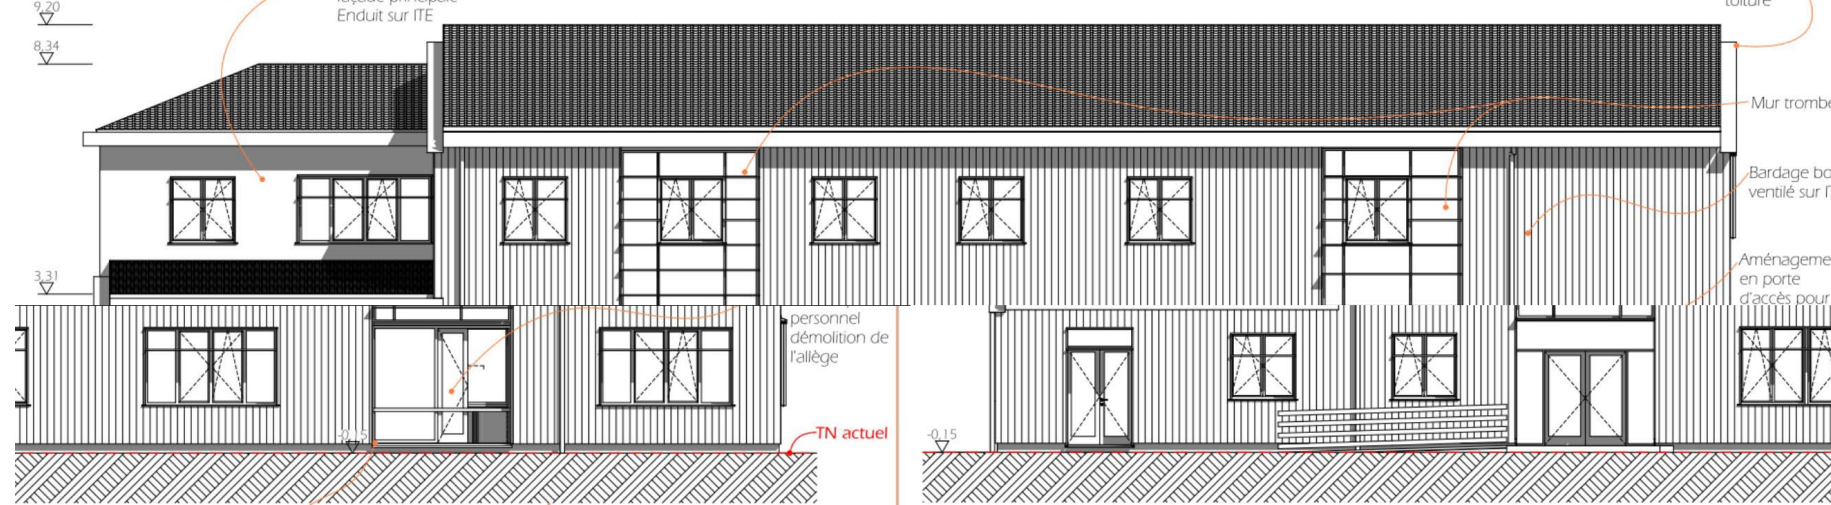 9,20
façade principale
Enduit sur ITE
toiture
8,34
Mur trombe
Bardage bo
ventilé sur I
3,31
Aménageme
en porte
d'accès pour
personnel
démolition de
l'allège
-0,15
TN actuel
-0,15